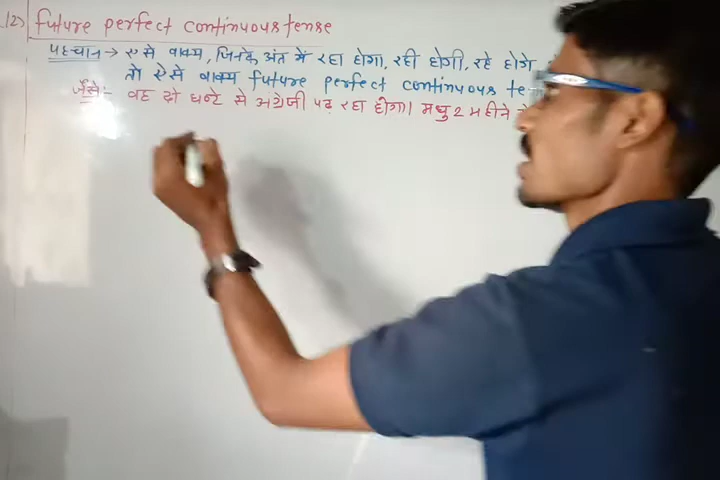 12) future perfect continuous tense
पहचान → ऐसे वाक्य, जिनके अंत में रहा होगा, रही होगी, रहे होगे
तो ऐसे वाक्य future perfect continuous te
जैसे:- वह दो घन्टे से अंग्रेजी पढ़ रहा होगा। मधु 2 महीने